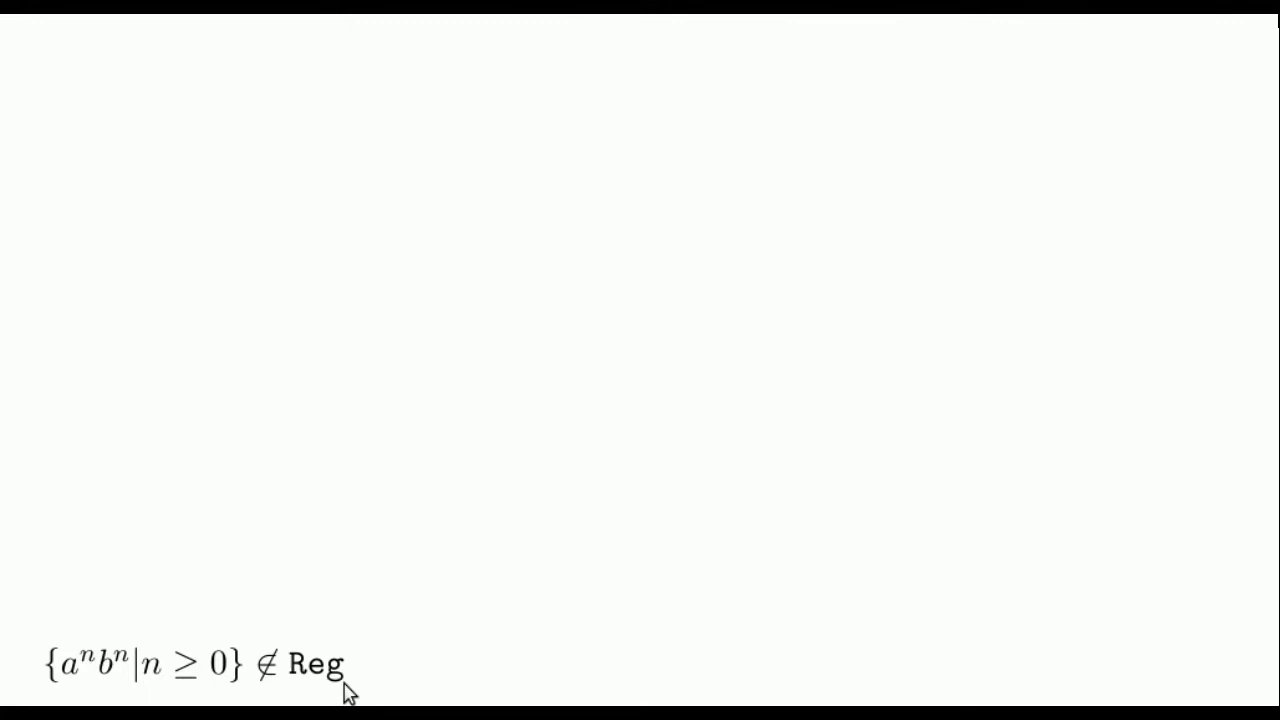 {aⁿbⁿ|n ≥ 0} ∉ Reg